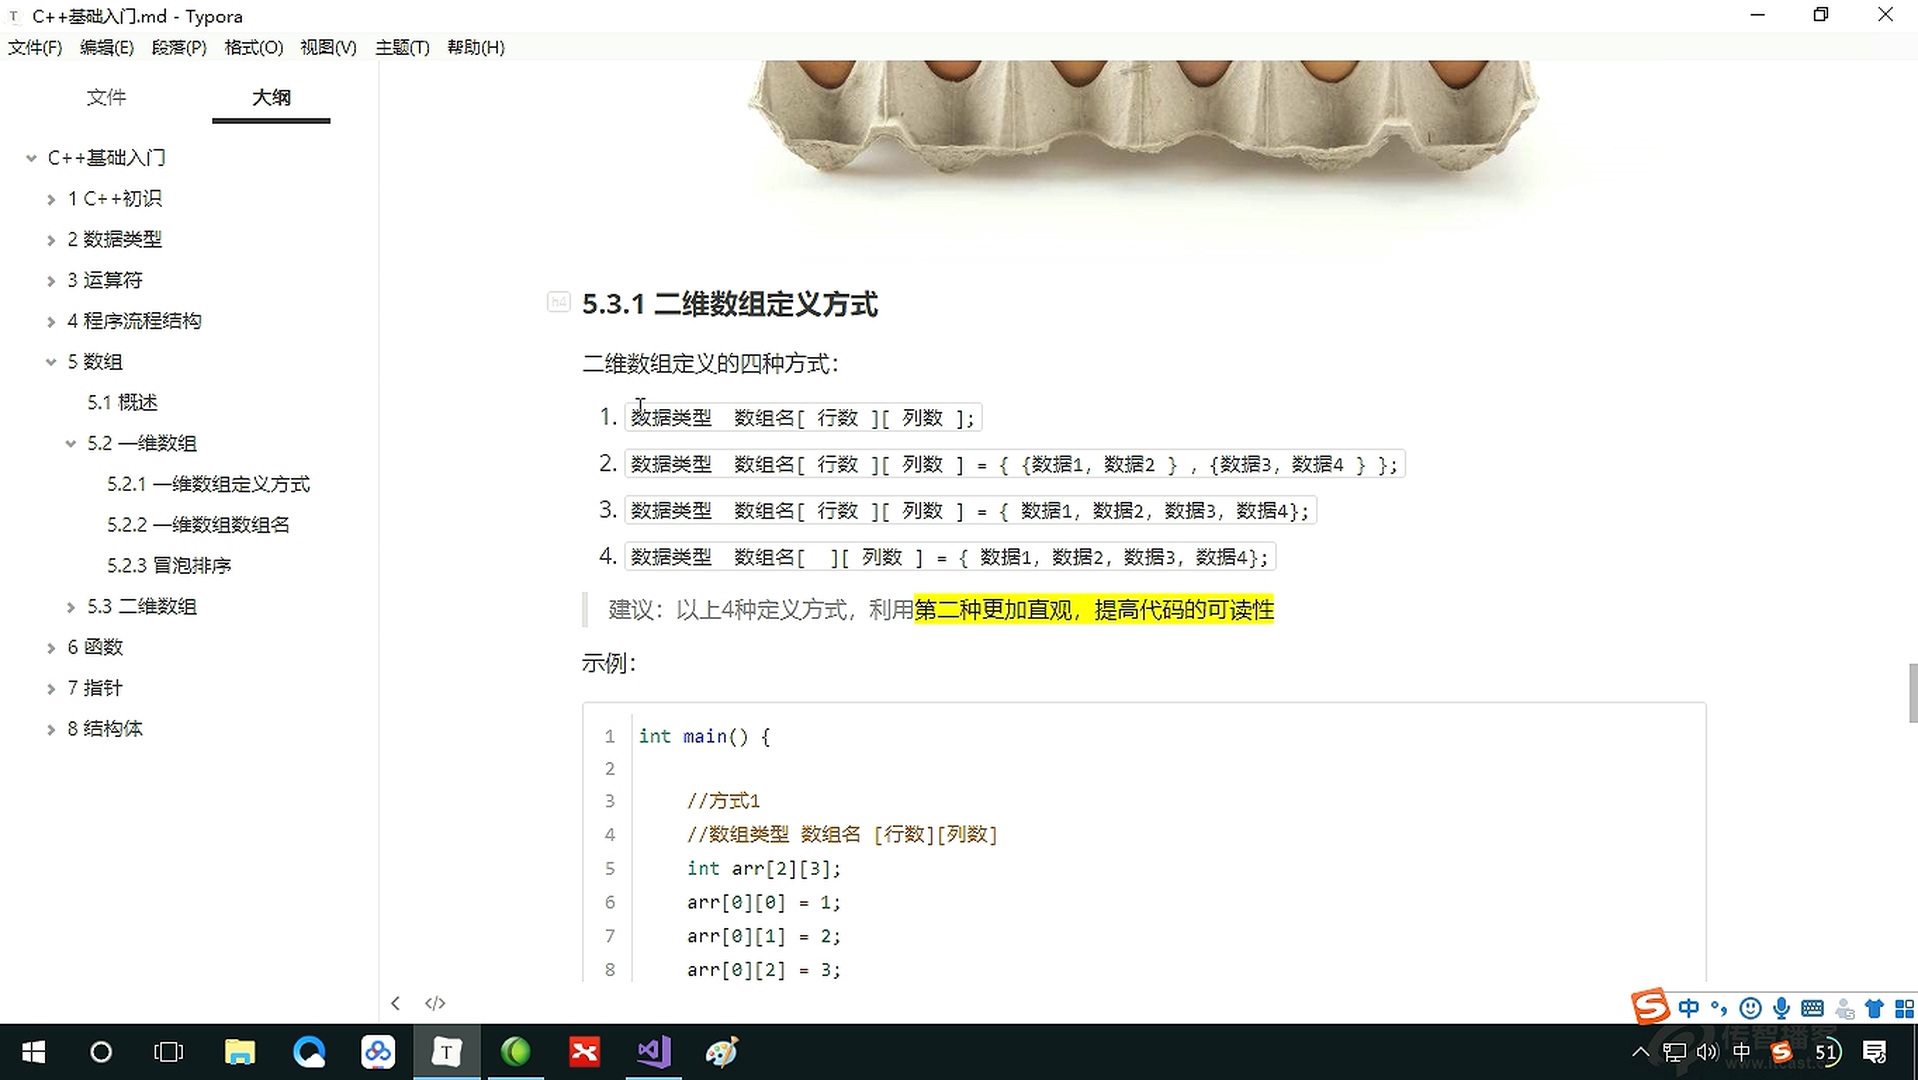 C++基础入门.md - Typora
文件(F) 编辑(E) 段落(P) 格式(O) 视图(V) 主题(T) 帮助(H)
文件 大纲
C++基础入门
1 C++初识
2 数据类型
3 运算符
4 程序流程结构
5 数组
5.1 概述
5.2 一维数组
5.2.1 一维数组定义方式
5.2.2 一维数组数组名
5.2.3 冒泡排序
5.3 二维数组
6 函数
7 指针
8 结构体
h4 5.3.1 二维数组定义方式
二维数组定义的四种方式：
1. 数据类型 数组名[ 行数 ][ 列数 ];
2. 数据类型 数组名[ 行数 ][ 列数 ] = { {数据1，数据2 } ，{数据3，数据4 } };
3. 数据类型 数组名[ 行数 ][ 列数 ] = { 数据1，数据2，数据3，数据4};
4. 数据类型 数组名[ ][ 列数 ] = { 数据1，数据2，数据3，数据4};
建议：以上4种定义方式，利用第二种更加直观，提高代码的可读性
示例：
1 int main() {
2
3 //方式1
4 //数组类型 数组名 [行数][列数]
5 int arr[2][3];
6 arr[0][0] = 1;
7 arr[0][1] = 2;
8 arr[0][2] = 3;
</>
中
T
中 51
传智播客
www.itcast.c